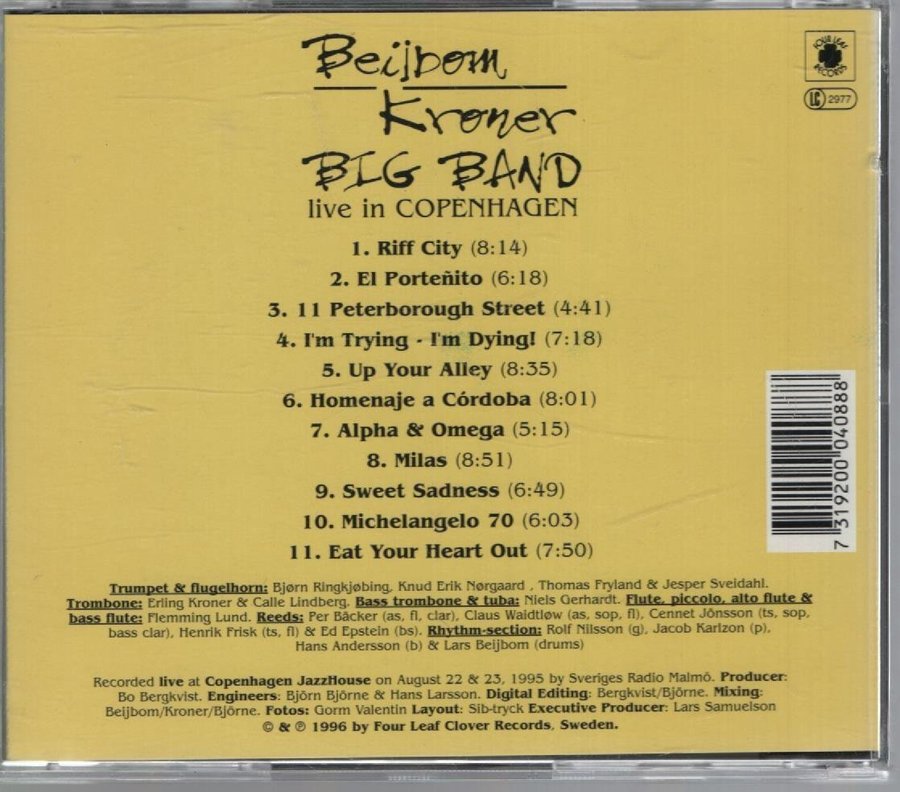 Beijbom
Kroner
BIG BAND
live in COPENHAGEN
FOUR LEAF
RECORDS
LC 2977
1. Riff City (8:14)
2. El Porteñito (6:18)
3. 11 Peterborough Street (4:41)
4. I'm Trying - I'm Dying! (7:18)
5. Up Your Alley (8:35)
6. Homenaje a Córdoba (8:01)
7. Alpha & Omega (5:15)
8. Milas (8:51)
9. Sweet Sadness (6:49)
10. Michelangelo 70 (6:03)
11. Eat Your Heart Out (7:50)
7 319200 040888
Trumpet & flugelhorn: Bjørn Ringkjøbing, Knud Erik Nørgaard , Thomas Fryland & Jesper Sveidahl.
Trombone: Erling Kroner & Calle Lindberg. Bass trombone & tuba: Niels Gerhardt. Flute, piccolo, alto flute &
bass flute: Flemming Lund. Reeds: Per Bäcker (as, fl, clar), Claus Waidtløw (as, sop, fl), Cennet Jönsson (ts, sop,
bass clar), Henrik Frisk (ts, fl) & Ed Epstein (bs). Rhythm-section: Rolf Nilsson (g), Jacob Karlzon (p),
Hans Andersson (b) & Lars Beijbom (drums)
Recorded live at Copenhagen JazzHouse on August 22 & 23, 1995 by Sveriges Radio Malmö. Producer:
Bo Bergkvist. Engineers: Björn Björne & Hans Larsson. Digital Editing: Bergkvist/Björne. Mixing:
Beijbom/Kroner/Björne. Fotos: Gorm Valentin Layout: Sib-tryck Executive Producer: Lars Samuelson
© & ℗ 1996 by Four Leaf Clover Records, Sweden.